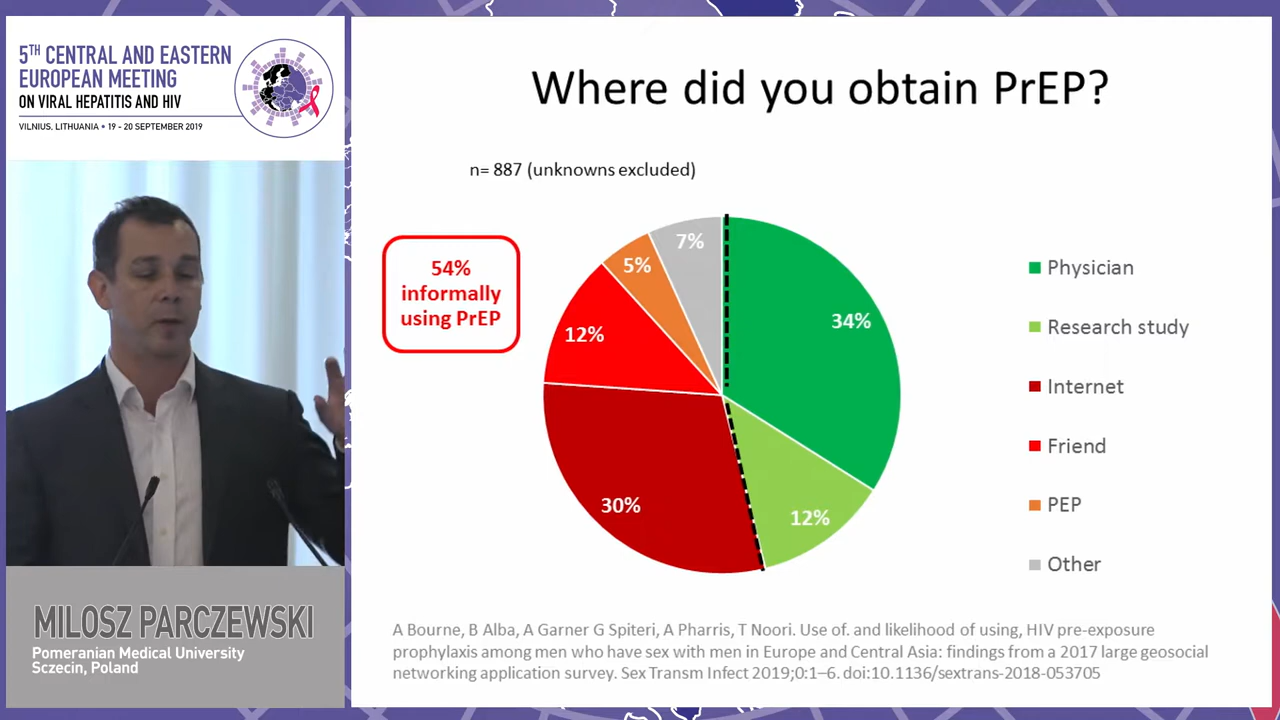 5TH CENTRAL AND EASTERN
EUROPEAN MEETING
ON VIRAL HEPATITIS AND HIV
VILNIUS, LITHUANIA • 19 - 20 SEPTEMBER 2019
Where did you obtain PrEP?
n= 887 (unknowns excluded)
54%
informally
using PrEP
7%
5%
12%
34%
30%
12%
Physician
Research study
Internet
Friend
PEP
Other
A Bourne, B Alba, A Garner G Spiteri, A Pharris, T Noori. Use of. and likelihood of using, HIV pre-exposure
prophylaxis among men who have sex with men in Europe and Central Asia: findings from a 2017 large geosocial
networking application survey. Sex Transm Infect 2019;0:1–6. doi:10.1136/sextrans-2018-053705
MILOSZ PARCZEWSKI
Pomeranian Medical University
Sczecin, Poland